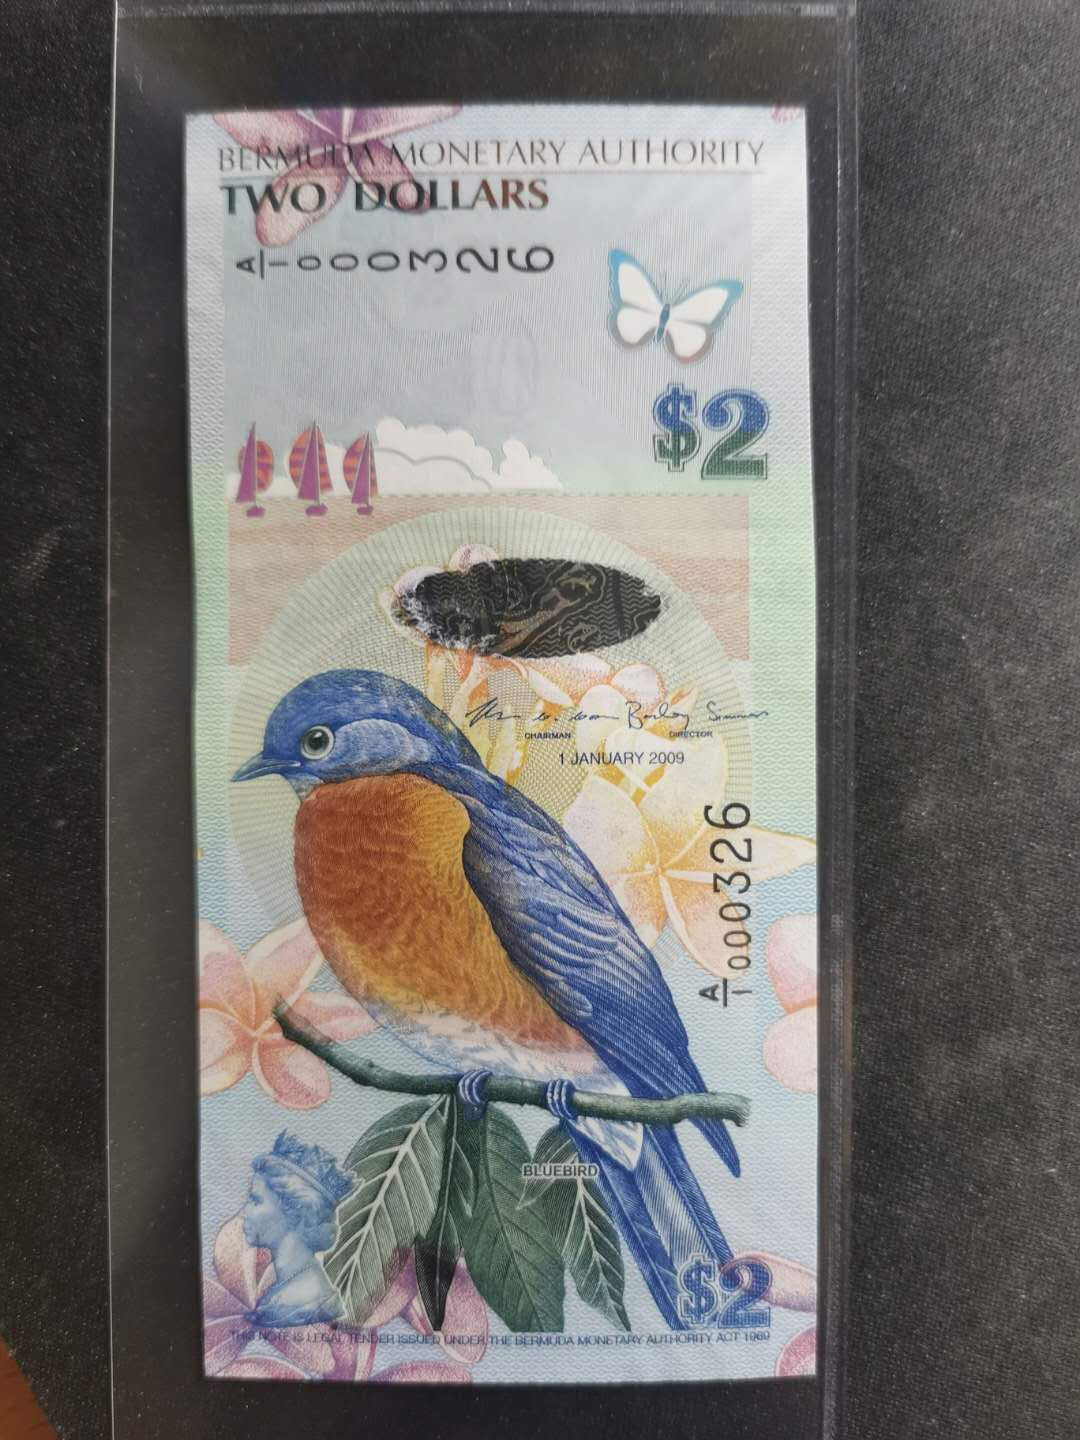 BERMUDA MONETARY AUTHORITY
TWO DOLLARS
A/1 000326
$2
CHAIRMAN DIRECTOR
1 JANUARY 2009
A/1 000326
BLUEBIRD
$2
THIS NOTE IS LEGAL TENDER ISSUED UNDER THE BERMUDA MONETARY AUTHORITY ACT 1969